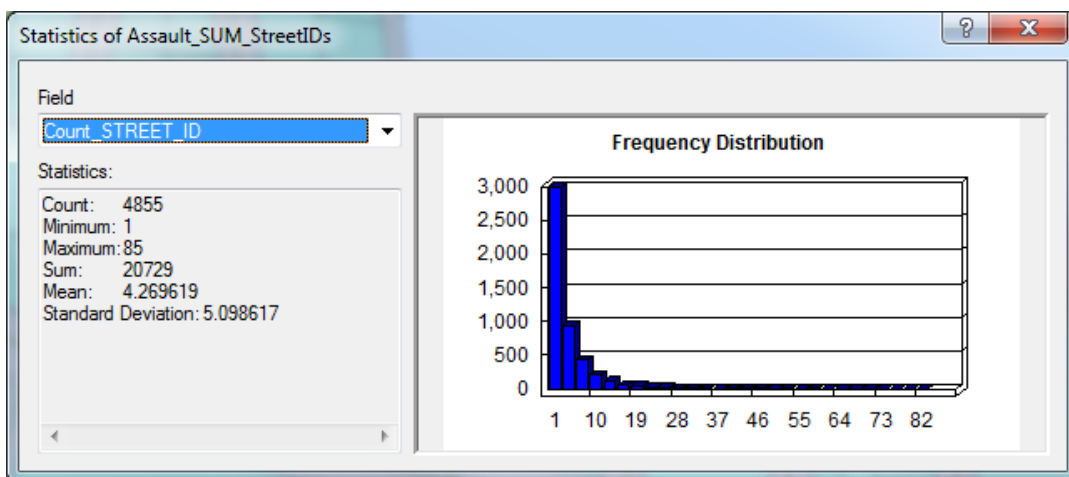 Statistics of Assault_SUM_StreetIDs
Field
Count_STREET_ID
Statistics:
Count: 4855
Minimum: 1
Maximum: 85
Sum: 20729
Mean: 4.269619
Standard Deviation: 5.098617
Frequency Distribution
3,000
2,500
2,000
1,500
1,000
500
0
1 10 19 28 37 46 55 64 73 82